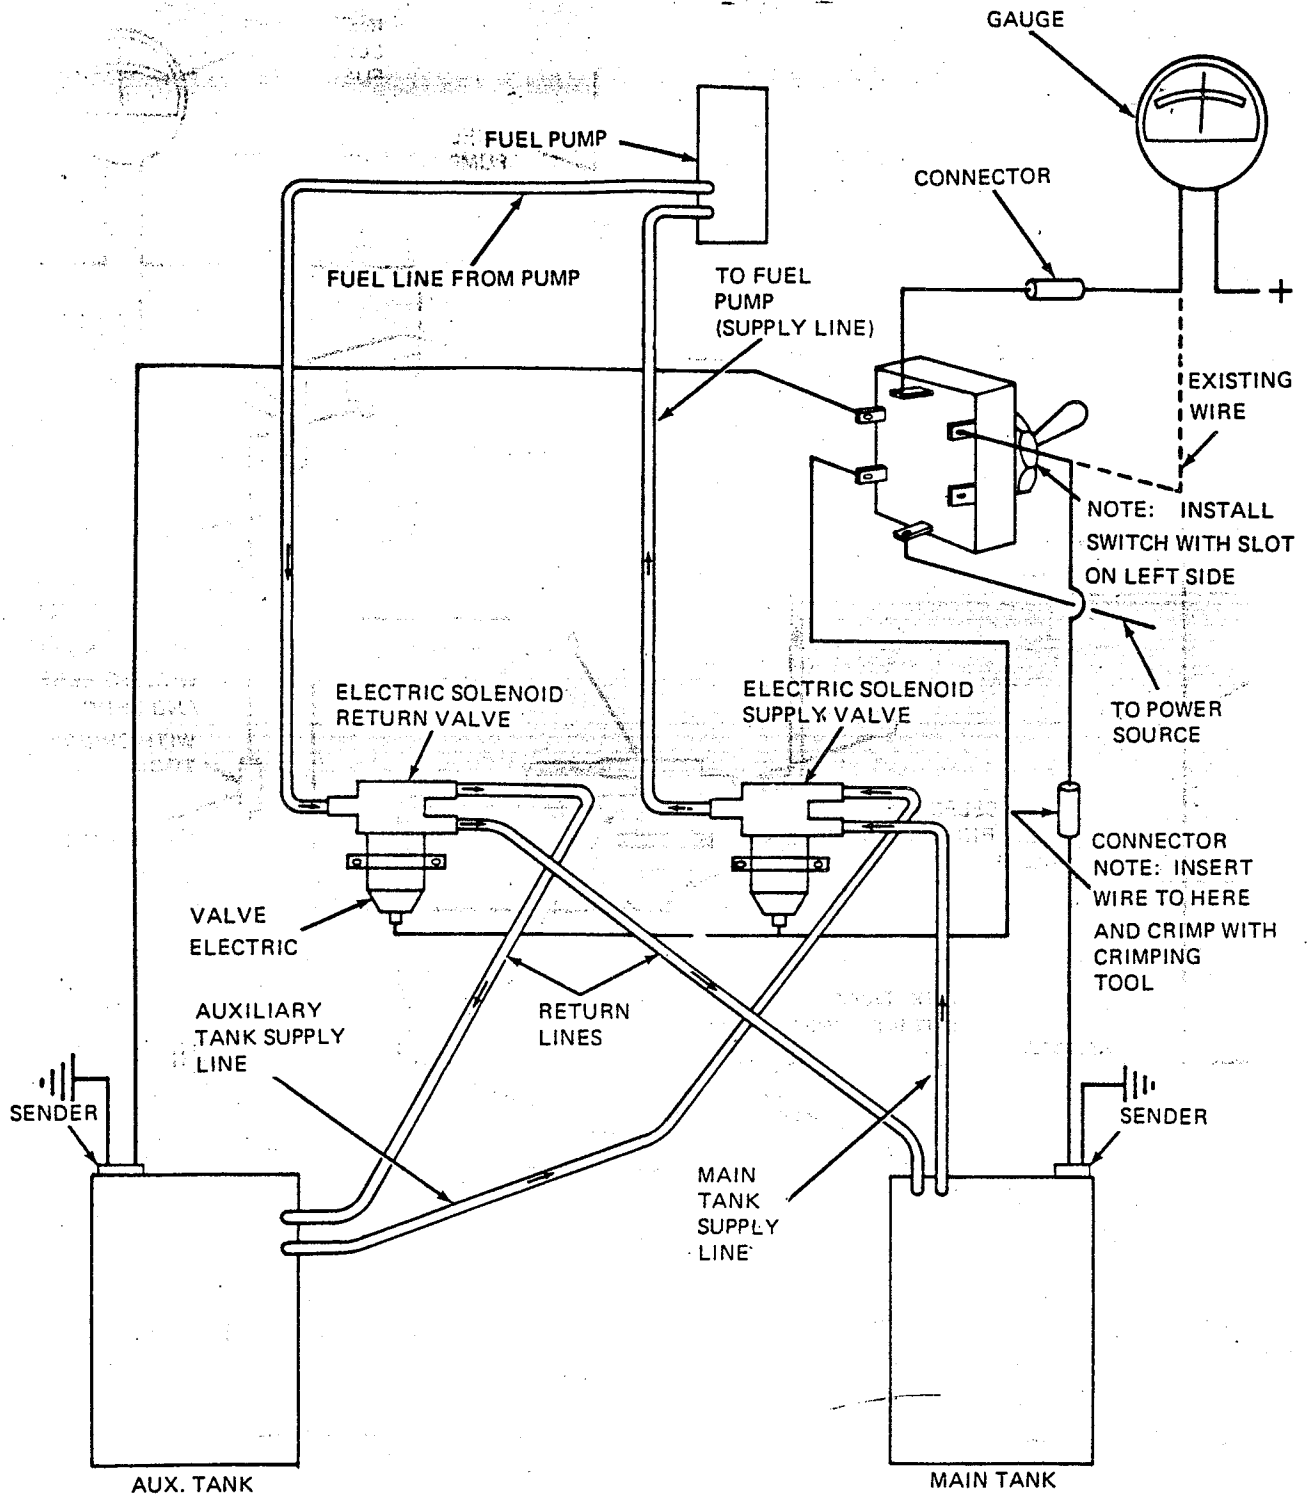 GAUGE
FUEL PUMP
CONNECTOR
FUEL LINE FROM PUMP
TO FUEL
PUMP
(SUPPLY LINE)
+
EXISTING
WIRE
NOTE: INSTALL
SWITCH WITH SLOT
ON LEFT SIDE
ELECTRIC SOLENOID
RETURN VALVE
ELECTRIC SOLENOID
SUPPLY VALVE
TO POWER
SOURCE
CONNECTOR
NOTE: INSERT
WIRE TO HERE
AND CRIMP WITH
CRIMPING
TOOL
VALVE
ELECTRIC
AUXILIARY
TANK SUPPLY
LINE
RETURN
LINES
SENDER
SENDER
MAIN
TANK
SUPPLY
LINE
AUX. TANK
MAIN TANK